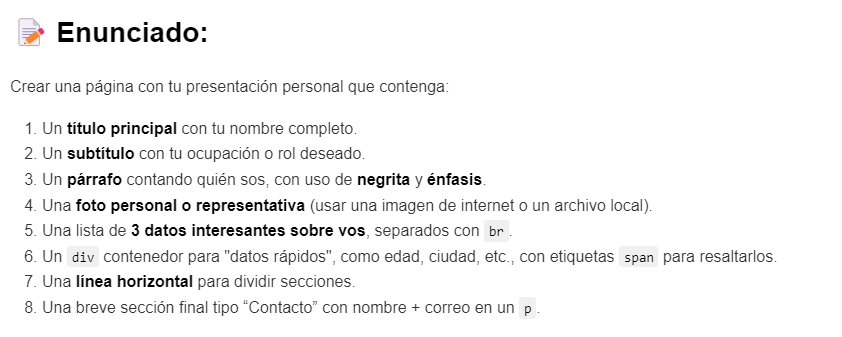 Enunciado:
Crear una página con tu presentación personal que contenga:
1. Un título principal con tu nombre completo.
2. Un subtítulo con tu ocupación o rol deseado.
3. Un párrafo contando quién sos, con uso de negrita y énfasis.
4. Una foto personal o representativa (usar una imagen de internet o un archivo local).
5. Una lista de 3 datos interesantes sobre vos, separados con br.
6. Un div contenedor para "datos rápidos", como edad, ciudad, etc., con etiquetas span para resaltarlos.
7. Una línea horizontal para dividir secciones.
8. Una breve sección final tipo “Contacto” con nombre + correo en un p.